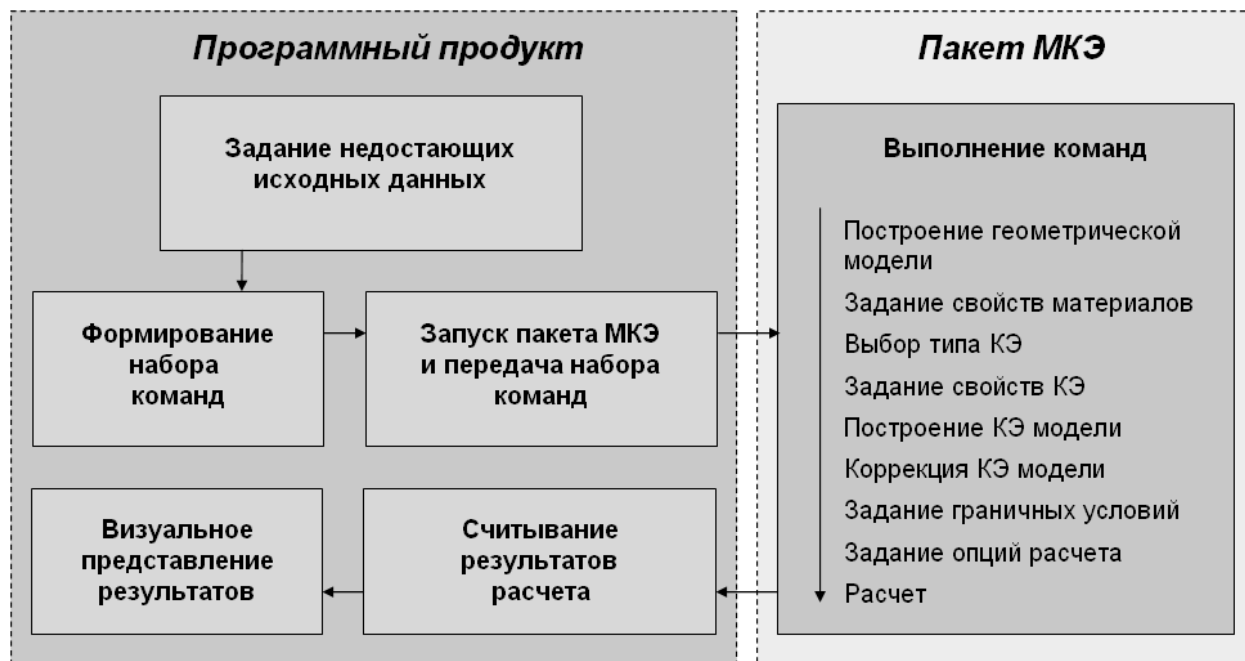 Программный продукт
Задание недостающих
исходных данных
Формирование
набора
команд
Запуск пакета МКЭ
и передача набора
команд
Визуальное
представление
результатов
Считывание
результатов
расчета
Пакет МКЭ
Выполнение команд
Построение геометрической
модели
Задание свойств материалов
Выбор типа КЭ
Задание свойств КЭ
Построение КЭ модели
Коррекция КЭ модели
Задание граничных условий
Задание опций расчета
Расчет